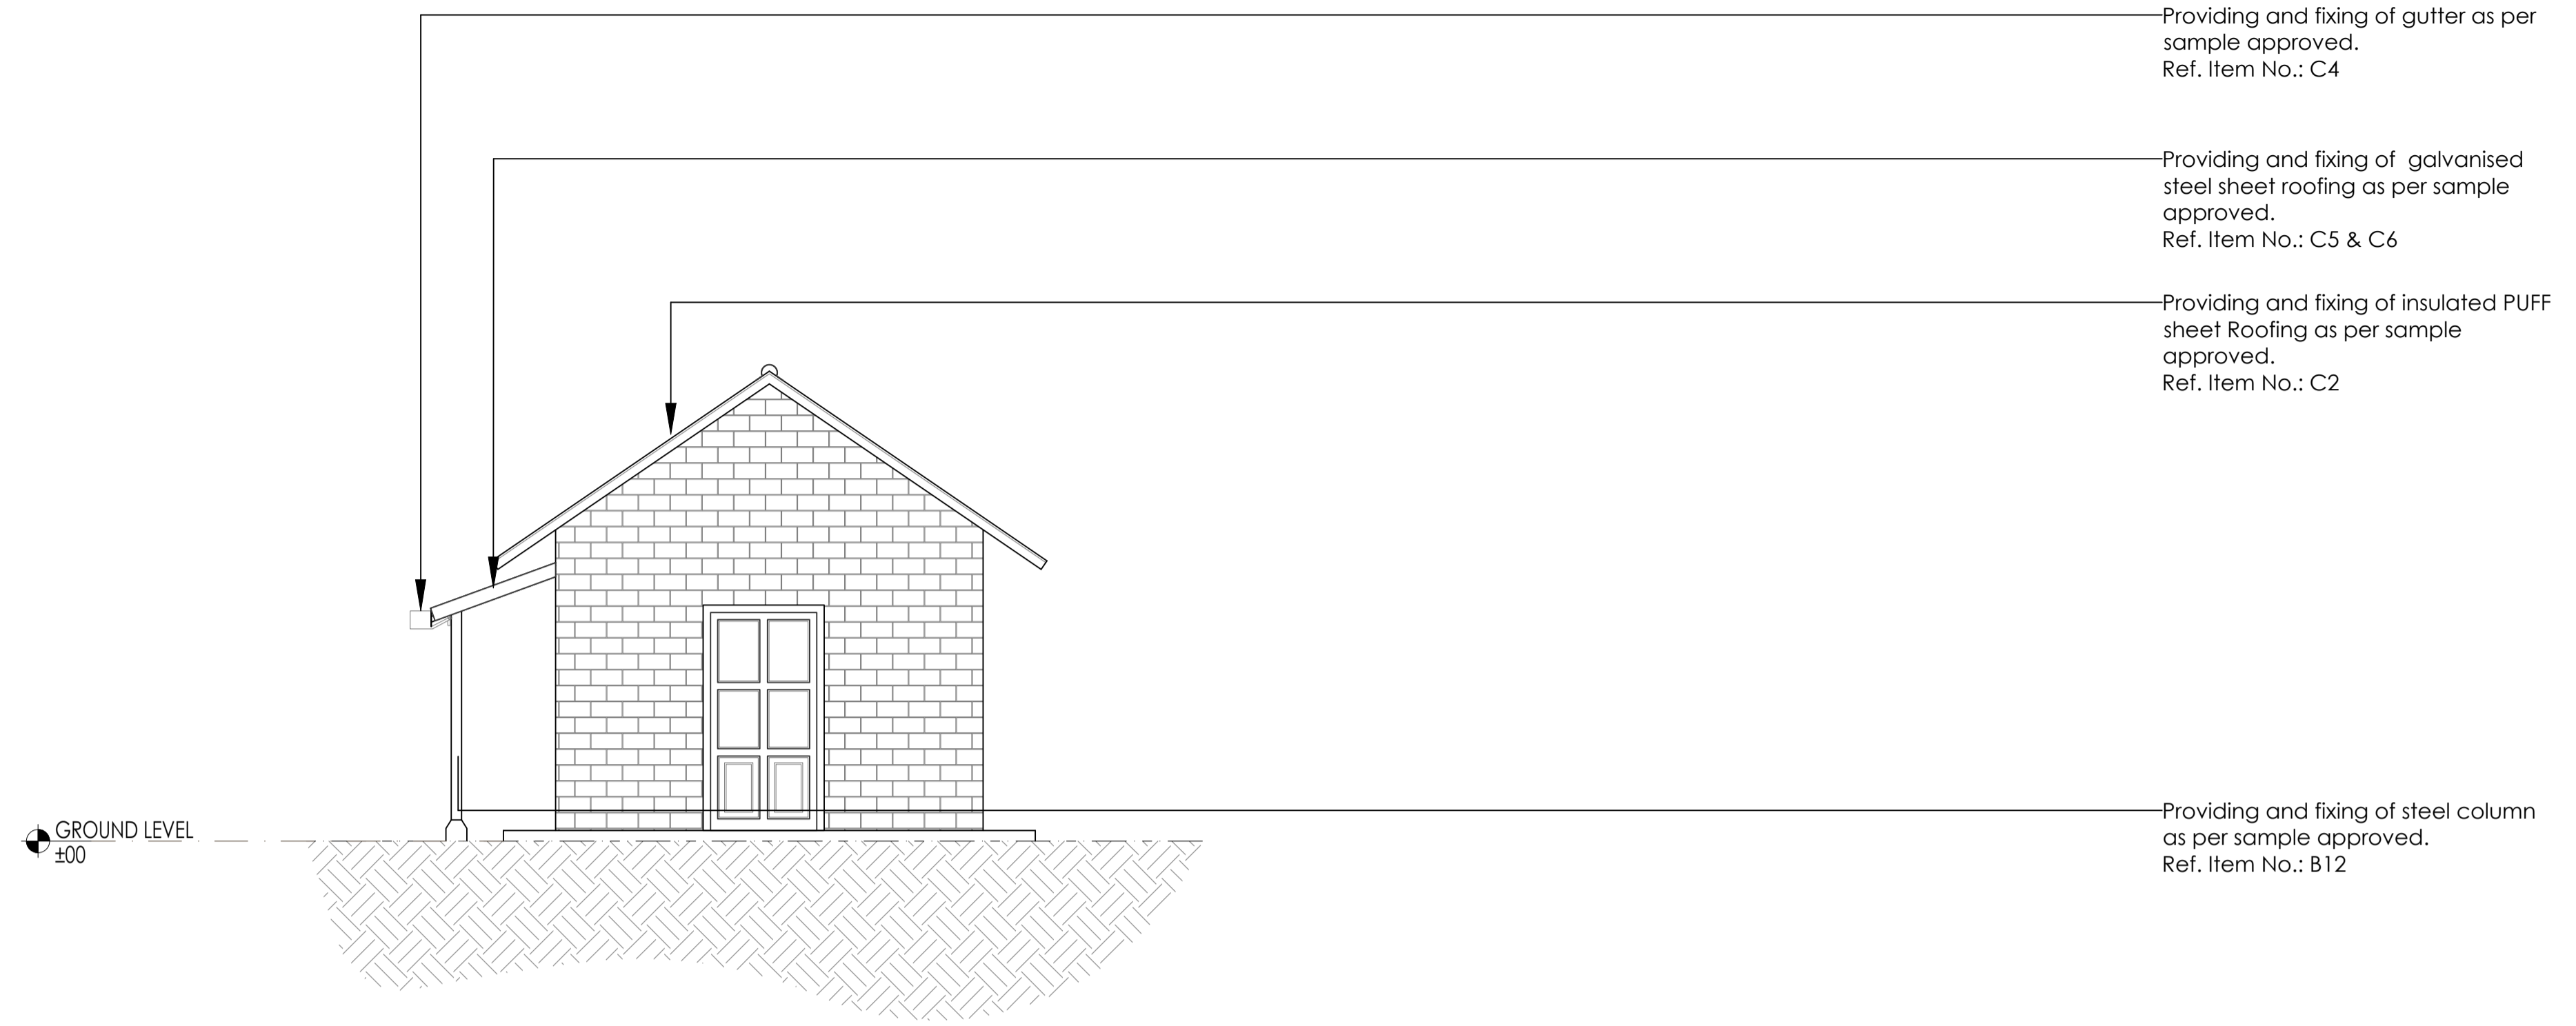 Providing and fixing of gutter as per
sample approved.
Ref. Item No.: C4
Providing and fixing of  galvanised
steel sheet roofing as per sample
approved.
Ref. Item No.: C5 & C6
Providing and fixing of insulated PUFF
sheet Roofing as per sample
approved.
Ref. Item No.: C2
GROUND LEVEL
±00
Providing and fixing of steel column
as per sample approved.
Ref. Item No.: B12